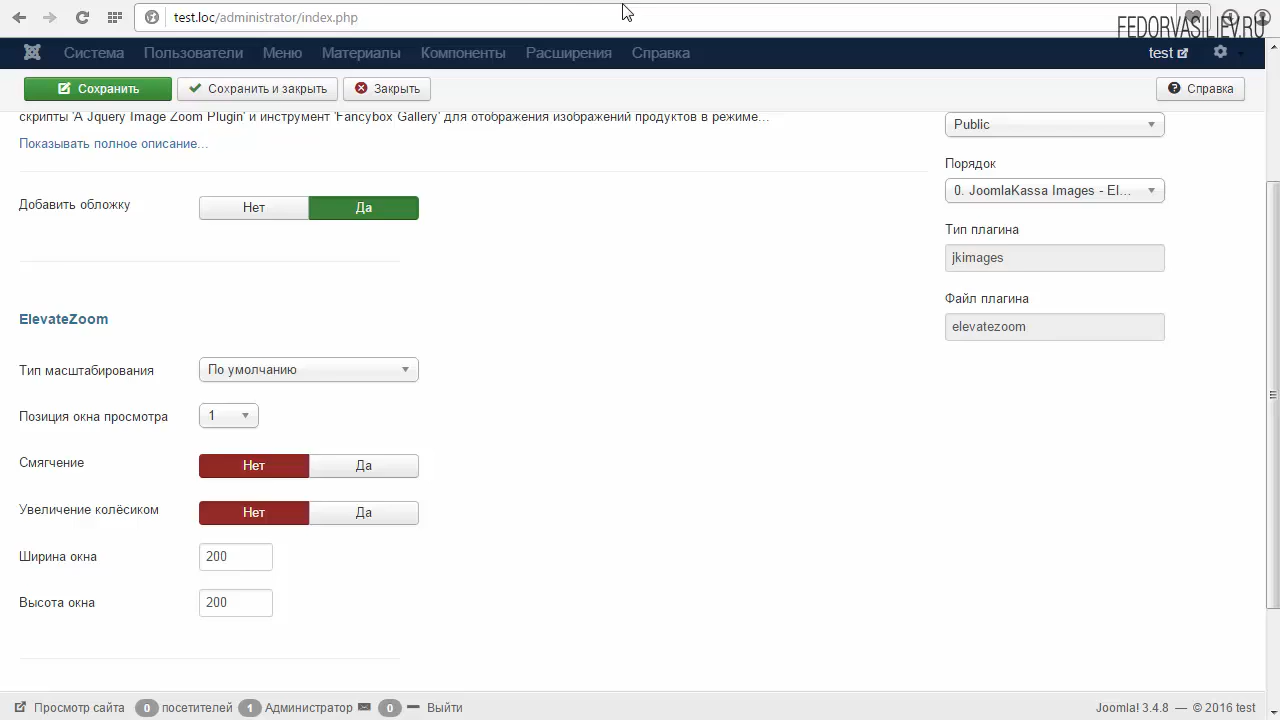 test.loc/administrator/index.php
FEDORVASILIEV.RU
Система Пользователи Меню Материалы Компоненты Расширения Справка test
Сохранить Сохранить и закрыть Закрыть Справка
скрипты 'A Jquery Image Zoom Plugin' и инструмент 'Fancybox Gallery' для отображения изображений продуктов в режиме...
Показывать полное описание...
Public
Порядок
0. JoomlaKassa Images - El...
Тип плагина
jkimages
Файл плагина
elevatezoom
Добавить обложку Нет Да
ElevateZoom
Тип масштабирования По умолчанию
Позиция окна просмотра 1
Смягчение Нет Да
Увеличение колёсиком Нет Да
Ширина окна 200
Высота окна 200
Просмотр сайта 0 посетителей 1 Администратор 0 Выйти
Joomla! 3.4.8 — © 2016 test